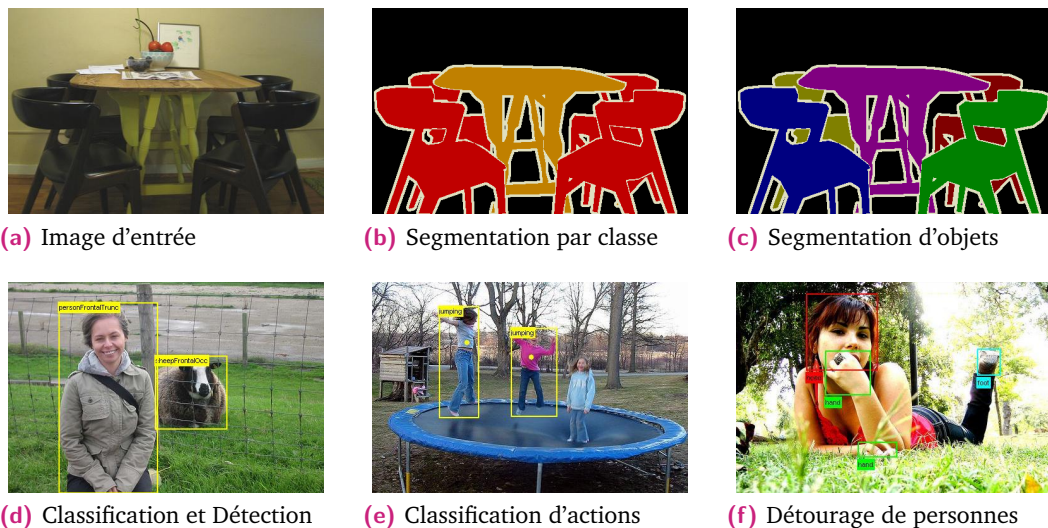 (a) Image d'entrée
(b) Segmentation par classe
(c) Segmentation d'objets
personFrontalTrunc
sheepFrontalOcc
jumping
jumping
hand
foot
hand
(d) Classification et Détection
(e) Classification d'actions
(f) Détourage de personnes